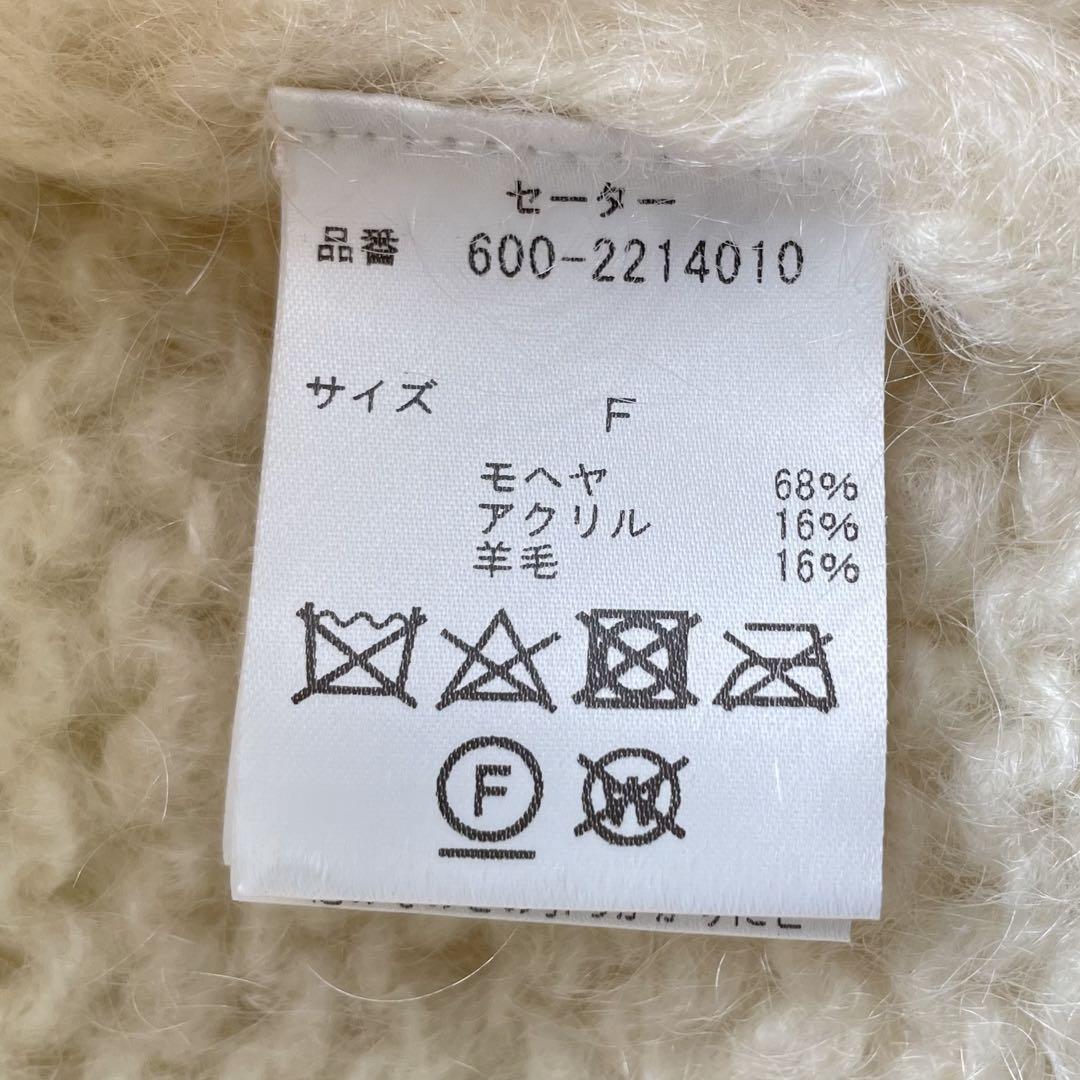 セーター
品番 600-2214010
サイズ F
モヘヤ 68%
アクリル 16%
羊毛 16%
F W